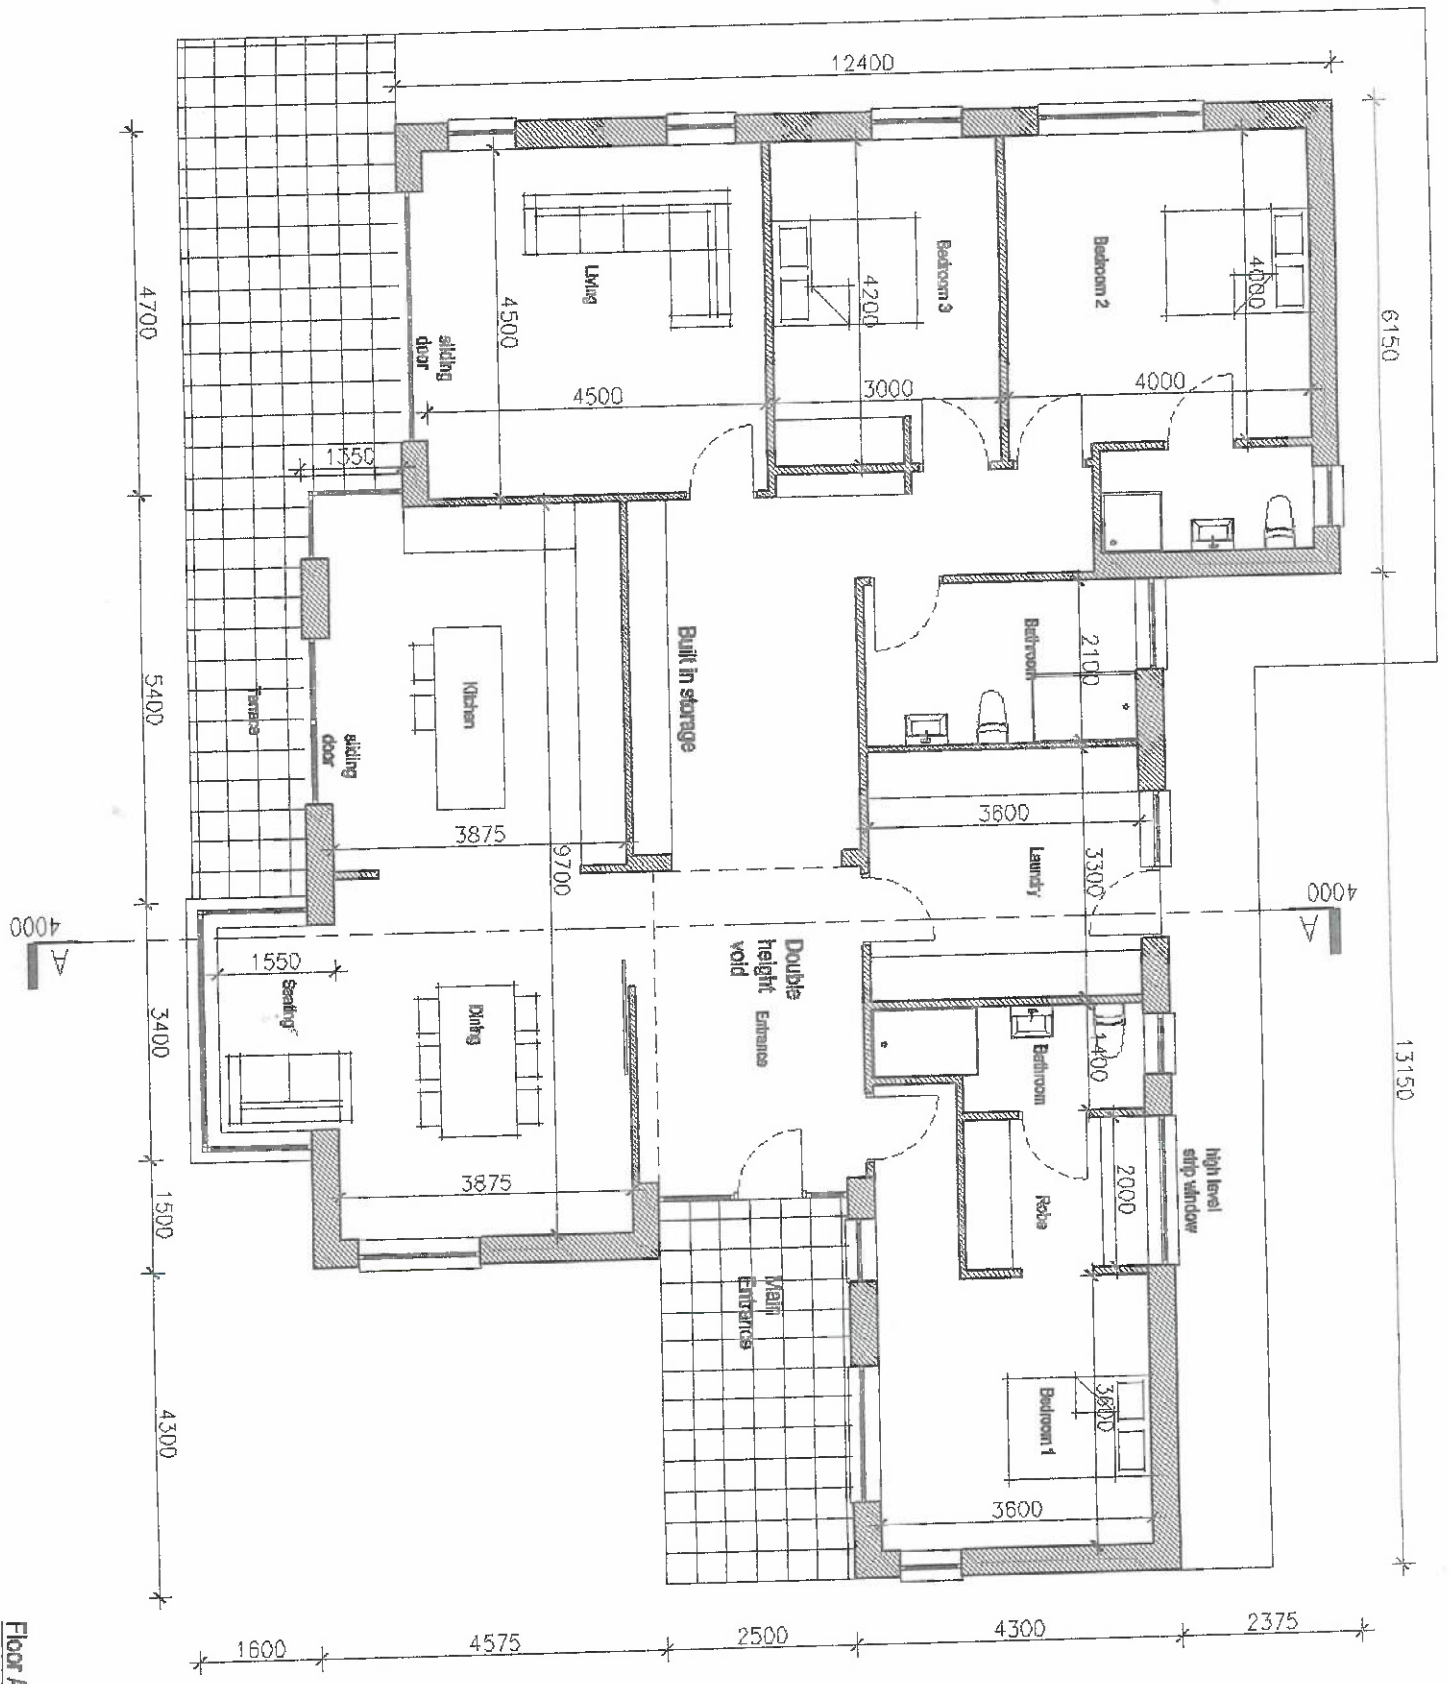 12400
6150
4700
4500
Living
4500
sliding
door
1350
4200
Bedroom 3
3000
Bedroom 2
4000
4000
Built in storage
Kitchen
5400
Terrace
sliding
door
3875
9700
Bathroom
2100
3600
Laundry
3300
4000
A
4000
A
1550
Seating
Dining
3400
Double
height
void
Entrance
1400
Bathroom
13150
high level
strip window
2000
Robe
3875
1500
Main
Entrance
4300
3600
Bedroom 1
3600
1600
4575
2500
4300
2375
Floor